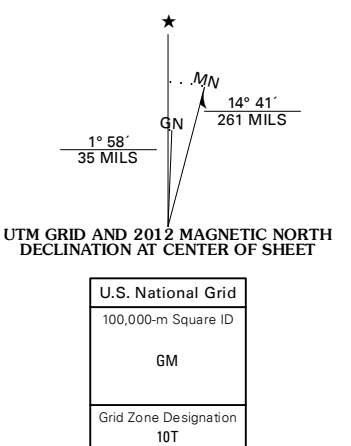 ★
MN
14° 41´
261 MILS
GN
1° 58´
35 MILS
UTM GRID AND 2012 MAGNETIC NORTH
DECLINATION AT CENTER OF SHEET
U.S. National Grid
100,000-m Square ID
GM
Grid Zone Designation
10T